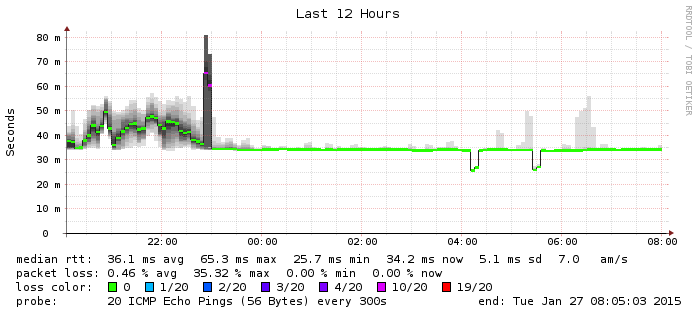 Last 12 Hours
RRDTOOL / TOBI OETIKER
Seconds
80 m
70 m
60 m
50 m
40 m
30 m
20 m
10 m
0
22:00 00:00 02:00 04:00 06:00 08:00
median rtt: 36.1 ms avg 65.3 ms max 25.7 ms min 34.2 ms now 5.1 ms sd 7.0 am/s
packet loss: 0.46 % avg 35.32 % max 0.00 % min 0.00 % now
loss color: 0 1/20 2/20 3/20 4/20 10/20 19/20
probe: 20 ICMP Echo Pings (56 Bytes) every 300s end: Tue Jan 27 08:05:03 2015